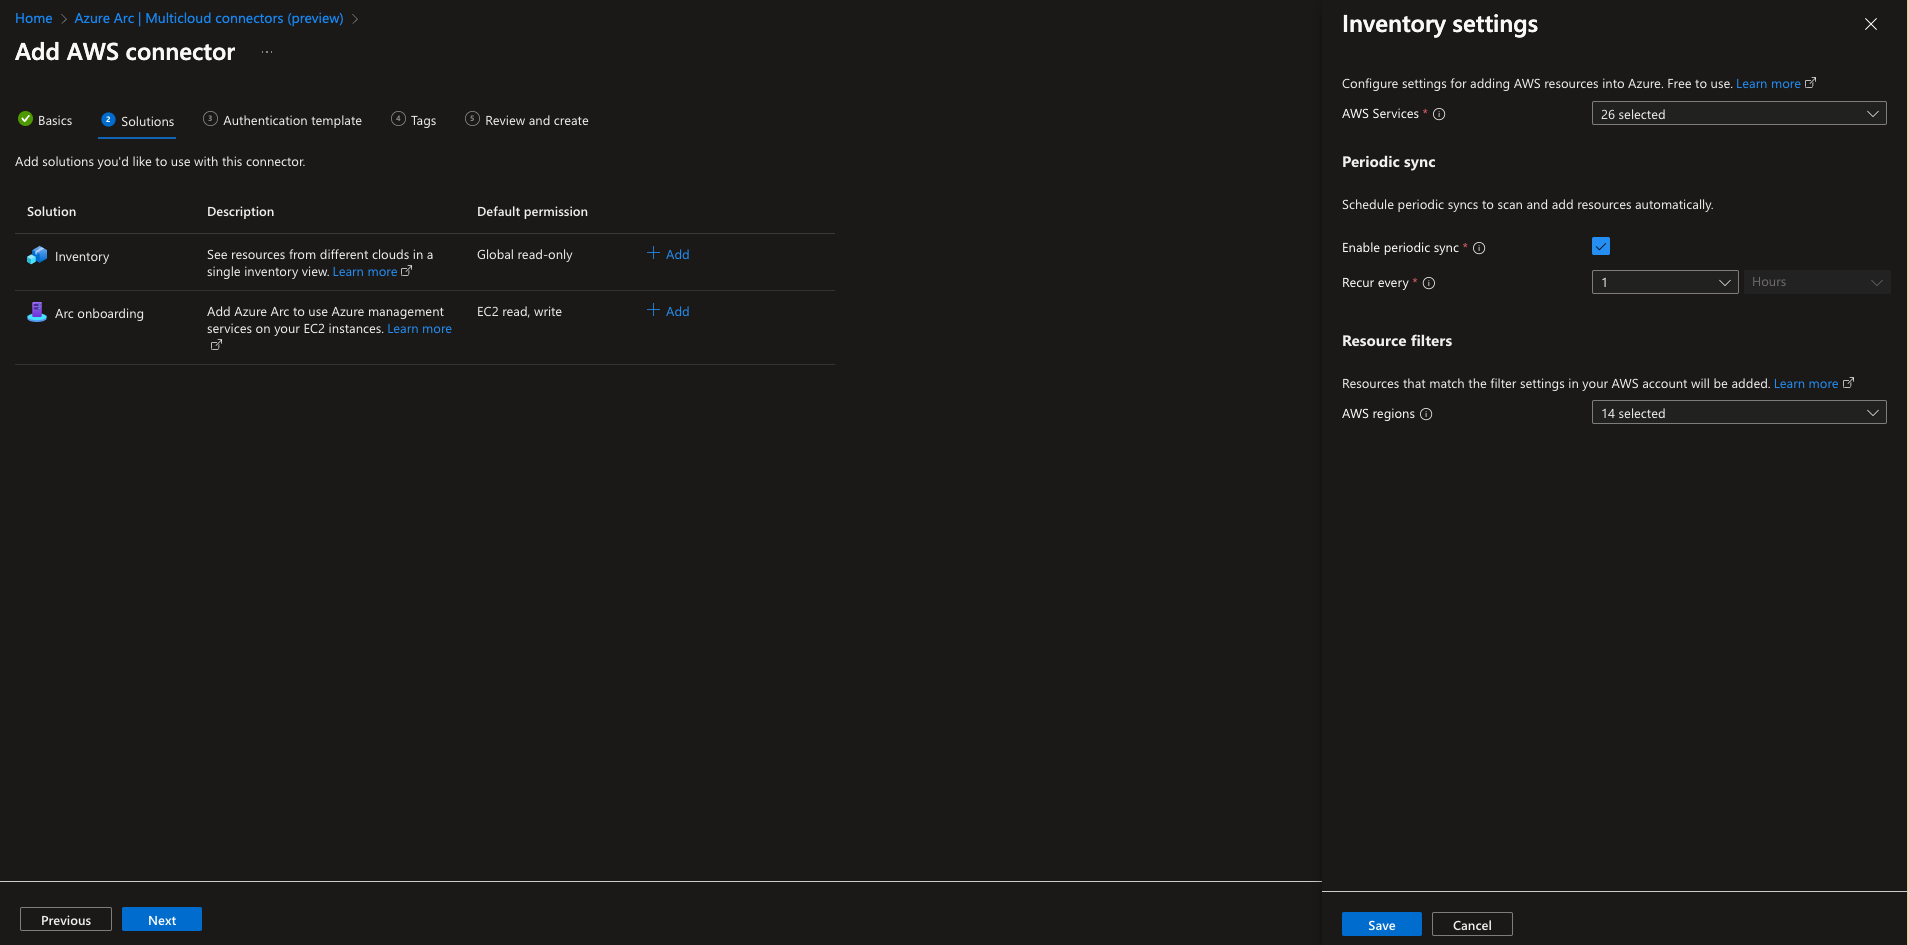 Home > Azure Arc | Multicloud connectors (preview) >
Add AWS connector ...
Basics 2 Solutions 3 Authentication template 4 Tags 5 Review and create
Add solutions you'd like to use with this connector.
Solution Description Default permission
Inventory See resources from different clouds in a Global read-only + Add
single inventory view. Learn more
Arc onboarding Add Azure Arc to use Azure management EC2 read, write + Add
services on your EC2 instances. Learn more
Previous Next
Inventory settings
Configure settings for adding AWS resources into Azure. Free to use. Learn more
AWS Services * 26 selected
Periodic sync
Schedule periodic syncs to scan and add resources automatically.
Enable periodic sync *
Recur every * 1 Hours
Resource filters
Resources that match the filter settings in your AWS account will be added. Learn more
AWS regions 14 selected
Save Cancel